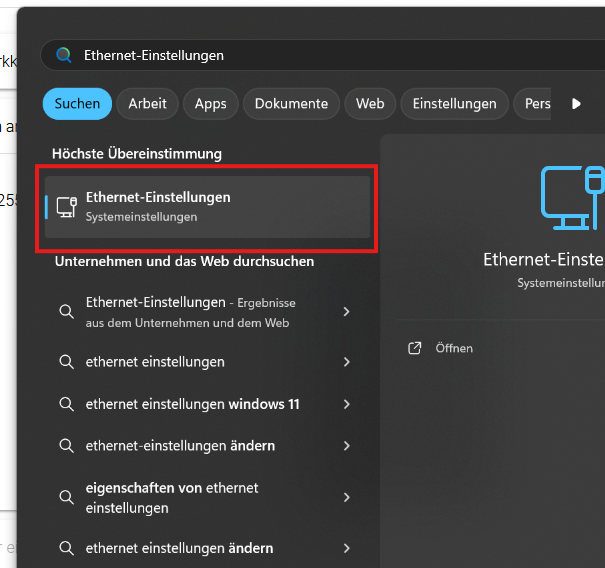 Ethernet-Einstellungen
Suchen
Arbeit
Apps
Dokumente
Web
Einstellungen
Pers
Höchste Übereinstimmung
Ethernet-Einstellungen
Systemeinstellungen
Unternehmen und das Web durchsuchen
Ethernet-Einstellungen - Ergebnisse
aus dem Unternehmen und dem Web
ethernet einstellungen
ethernet einstellungen windows 11
ethernet-einstellungen ändern
eigenschaften von ethernet
einstellungen
ethernet einstellungen ändern
Ethernet-Einste
Systemeinstellur
Öffnen
255